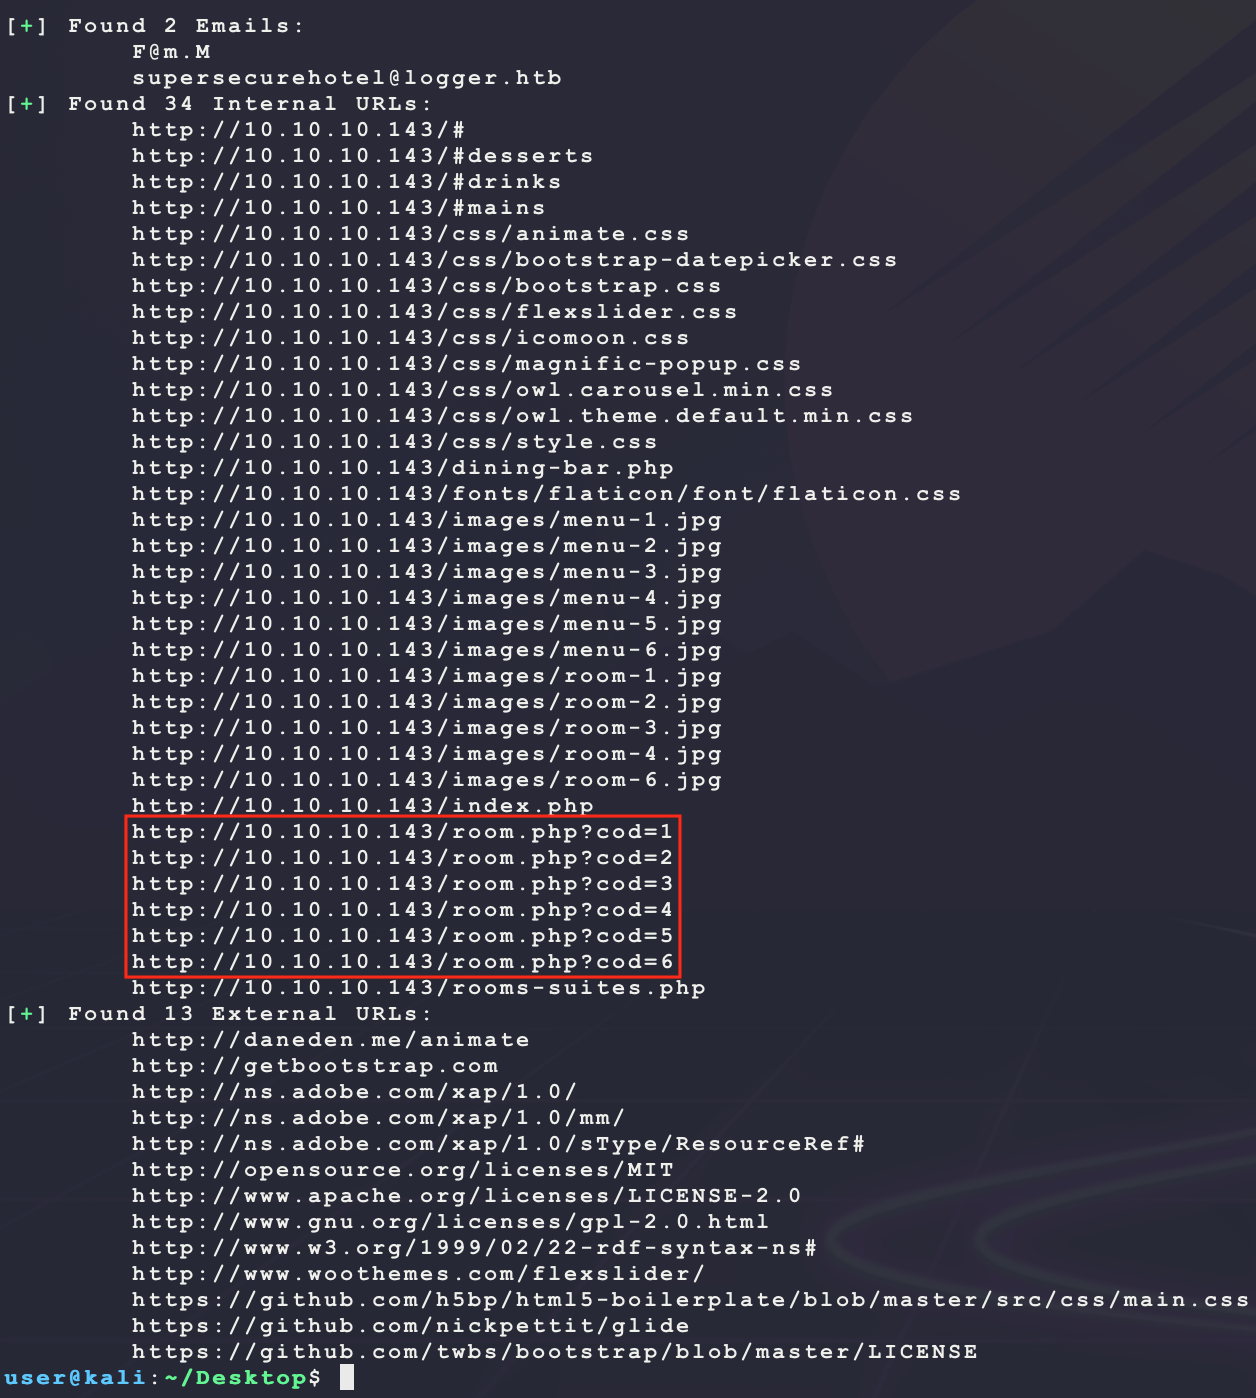 [+] Found 2 Emails:
F@m.M
supersecurehotel@logger.htb
[+] Found 34 Internal URLs:
http://10.10.10.143/#
http://10.10.10.143/#desserts
http://10.10.10.143/#drinks
http://10.10.10.143/#mains
http://10.10.10.143/css/animate.css
http://10.10.10.143/css/bootstrap-datepicker.css
http://10.10.10.143/css/bootstrap.css
http://10.10.10.143/css/flexslider.css
http://10.10.10.143/css/icomoon.css
http://10.10.10.143/css/magnific-popup.css
http://10.10.10.143/css/owl.carousel.min.css
http://10.10.10.143/css/owl.theme.default.min.css
http://10.10.10.143/css/style.css
http://10.10.10.143/dining-bar.php
http://10.10.10.143/fonts/flaticon/font/flaticon.css
http://10.10.10.143/images/menu-1.jpg
http://10.10.10.143/images/menu-2.jpg
http://10.10.10.143/images/menu-3.jpg
http://10.10.10.143/images/menu-4.jpg
http://10.10.10.143/images/menu-5.jpg
http://10.10.10.143/images/menu-6.jpg
http://10.10.10.143/images/room-1.jpg
http://10.10.10.143/images/room-2.jpg
http://10.10.10.143/images/room-3.jpg
http://10.10.10.143/images/room-4.jpg
http://10.10.10.143/images/room-6.jpg
http://10.10.10.143/index.php
http://10.10.10.143/room.php?cod=1
http://10.10.10.143/room.php?cod=2
http://10.10.10.143/room.php?cod=3
http://10.10.10.143/room.php?cod=4
http://10.10.10.143/room.php?cod=5
http://10.10.10.143/room.php?cod=6
http://10.10.10.143/rooms-suites.php
[+] Found 13 External URLs:
http://daneden.me/animate
http://getbootstrap.com
http://ns.adobe.com/xap/1.0/
http://ns.adobe.com/xap/1.0/mm/
http://ns.adobe.com/xap/1.0/sType/ResourceRef#
http://opensource.org/licenses/MIT
http://www.apache.org/licenses/LICENSE-2.0
http://www.gnu.org/licenses/gpl-2.0.html
http://www.w3.org/1999/02/22-rdf-syntax-ns#
http://www.woothemes.com/flexslider/
https://github.com/h5bp/html5-boilerplate/blob/master/src/css/main.css
https://github.com/nickpettit/glide
https://github.com/twbs/bootstrap/blob/master/LICENSE
user@kali:~/Desktop$